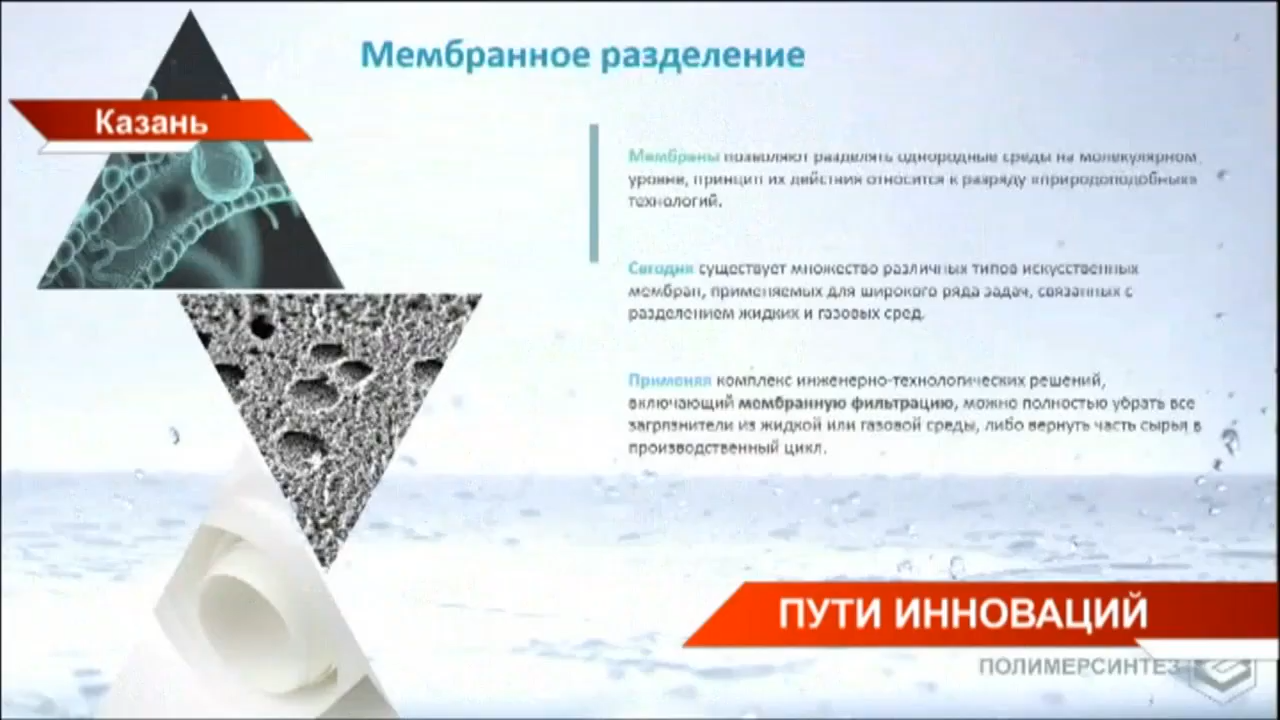 Мембранное разделение
Казань
Мембраны позволяют разделять однородные среды на молекулярном
уровне, принцип их действия относится к разряду «природоподобных»
технологий.
Сегодня существует множество различных типов искусственных
мембран, применяемых для широкого ряда задач, связанных с
разделением жидких и газовых сред.
Применяя комплекс инженерно-технологических решений,
включающий мембранную фильтрацию, можно полностью убрать все
загрязнители из жидкой или газовой среды, либо вернуть часть сырья в
производственный цикл.
ПУТИ ИННОВАЦИЙ
ПОЛИМЕРСИНТЕЗ